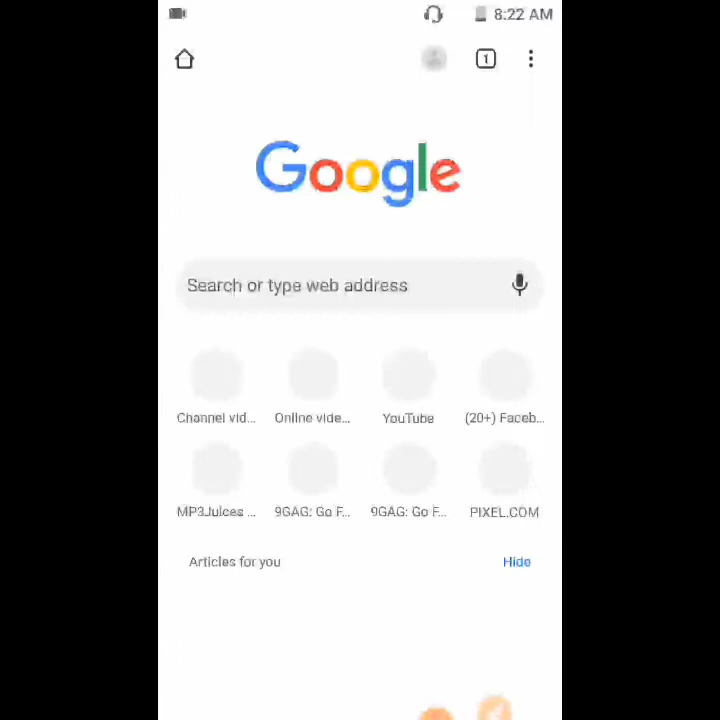 8:22 AM
1
Google
Search or type web address
Channel vid... Online vide... YouTube (20+) Faceb...
MP3Juices ... 9GAG: Go F... 9GAG: Go F... PIXEL.COM
Articles for you Hide